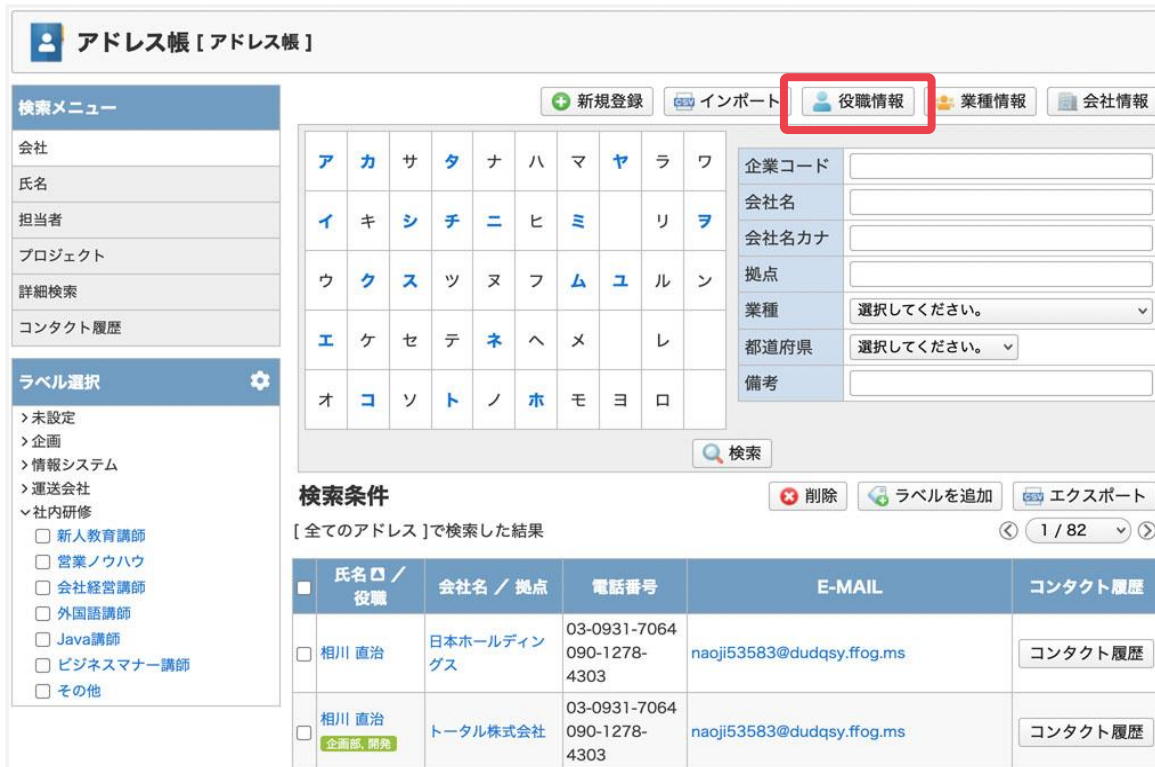 アドレス帳 [ アドレス帳 ]
検索メニュー
会社
氏名
担当者
プロジェクト
詳細検索
コンタクト履歴
ラベル選択
未設定
企画
情報システム
運送会社
社内研修
新人教育講師
営業ノウハウ
会社経営講師
外国語講師
Java講師
ビジネスマナー講師
その他
新規登録 CSV インポート 役職情報 業種情報 会社情報
ア カ サ タ ナ ハ マ ヤ ラ ワ
イ キ シ チ ニ ヒ ミ リ ヲ
ウ ク ス ツ ヌ フ ム ユ ル ン
エ ケ セ テ ネ ヘ メ レ
オ コ ソ ト ノ ホ モ ヨ ロ
企業コード
会社名
会社名カナ
拠点
業種 選択してください。
都道府県 選択してください。
備考
検索
検索条件
削除 ラベルを追加 CSV エクスポート
[ 全てのアドレス ]で検索した結果
1 / 82
氏名 ／
役職
会社名 ／ 拠点
電話番号
E-MAIL
コンタクト履歴
相川 直治
日本ホールディン
グス
03-0931-7064
090-1278-
4303
naoji53583@dudqsy.ffog.ms
コンタクト履歴
相川 直治
企画部, 開発
トータル株式会社
03-0931-7064
090-1278-
4303
naoji53583@dudqsy.ffog.ms
コンタクト履歴